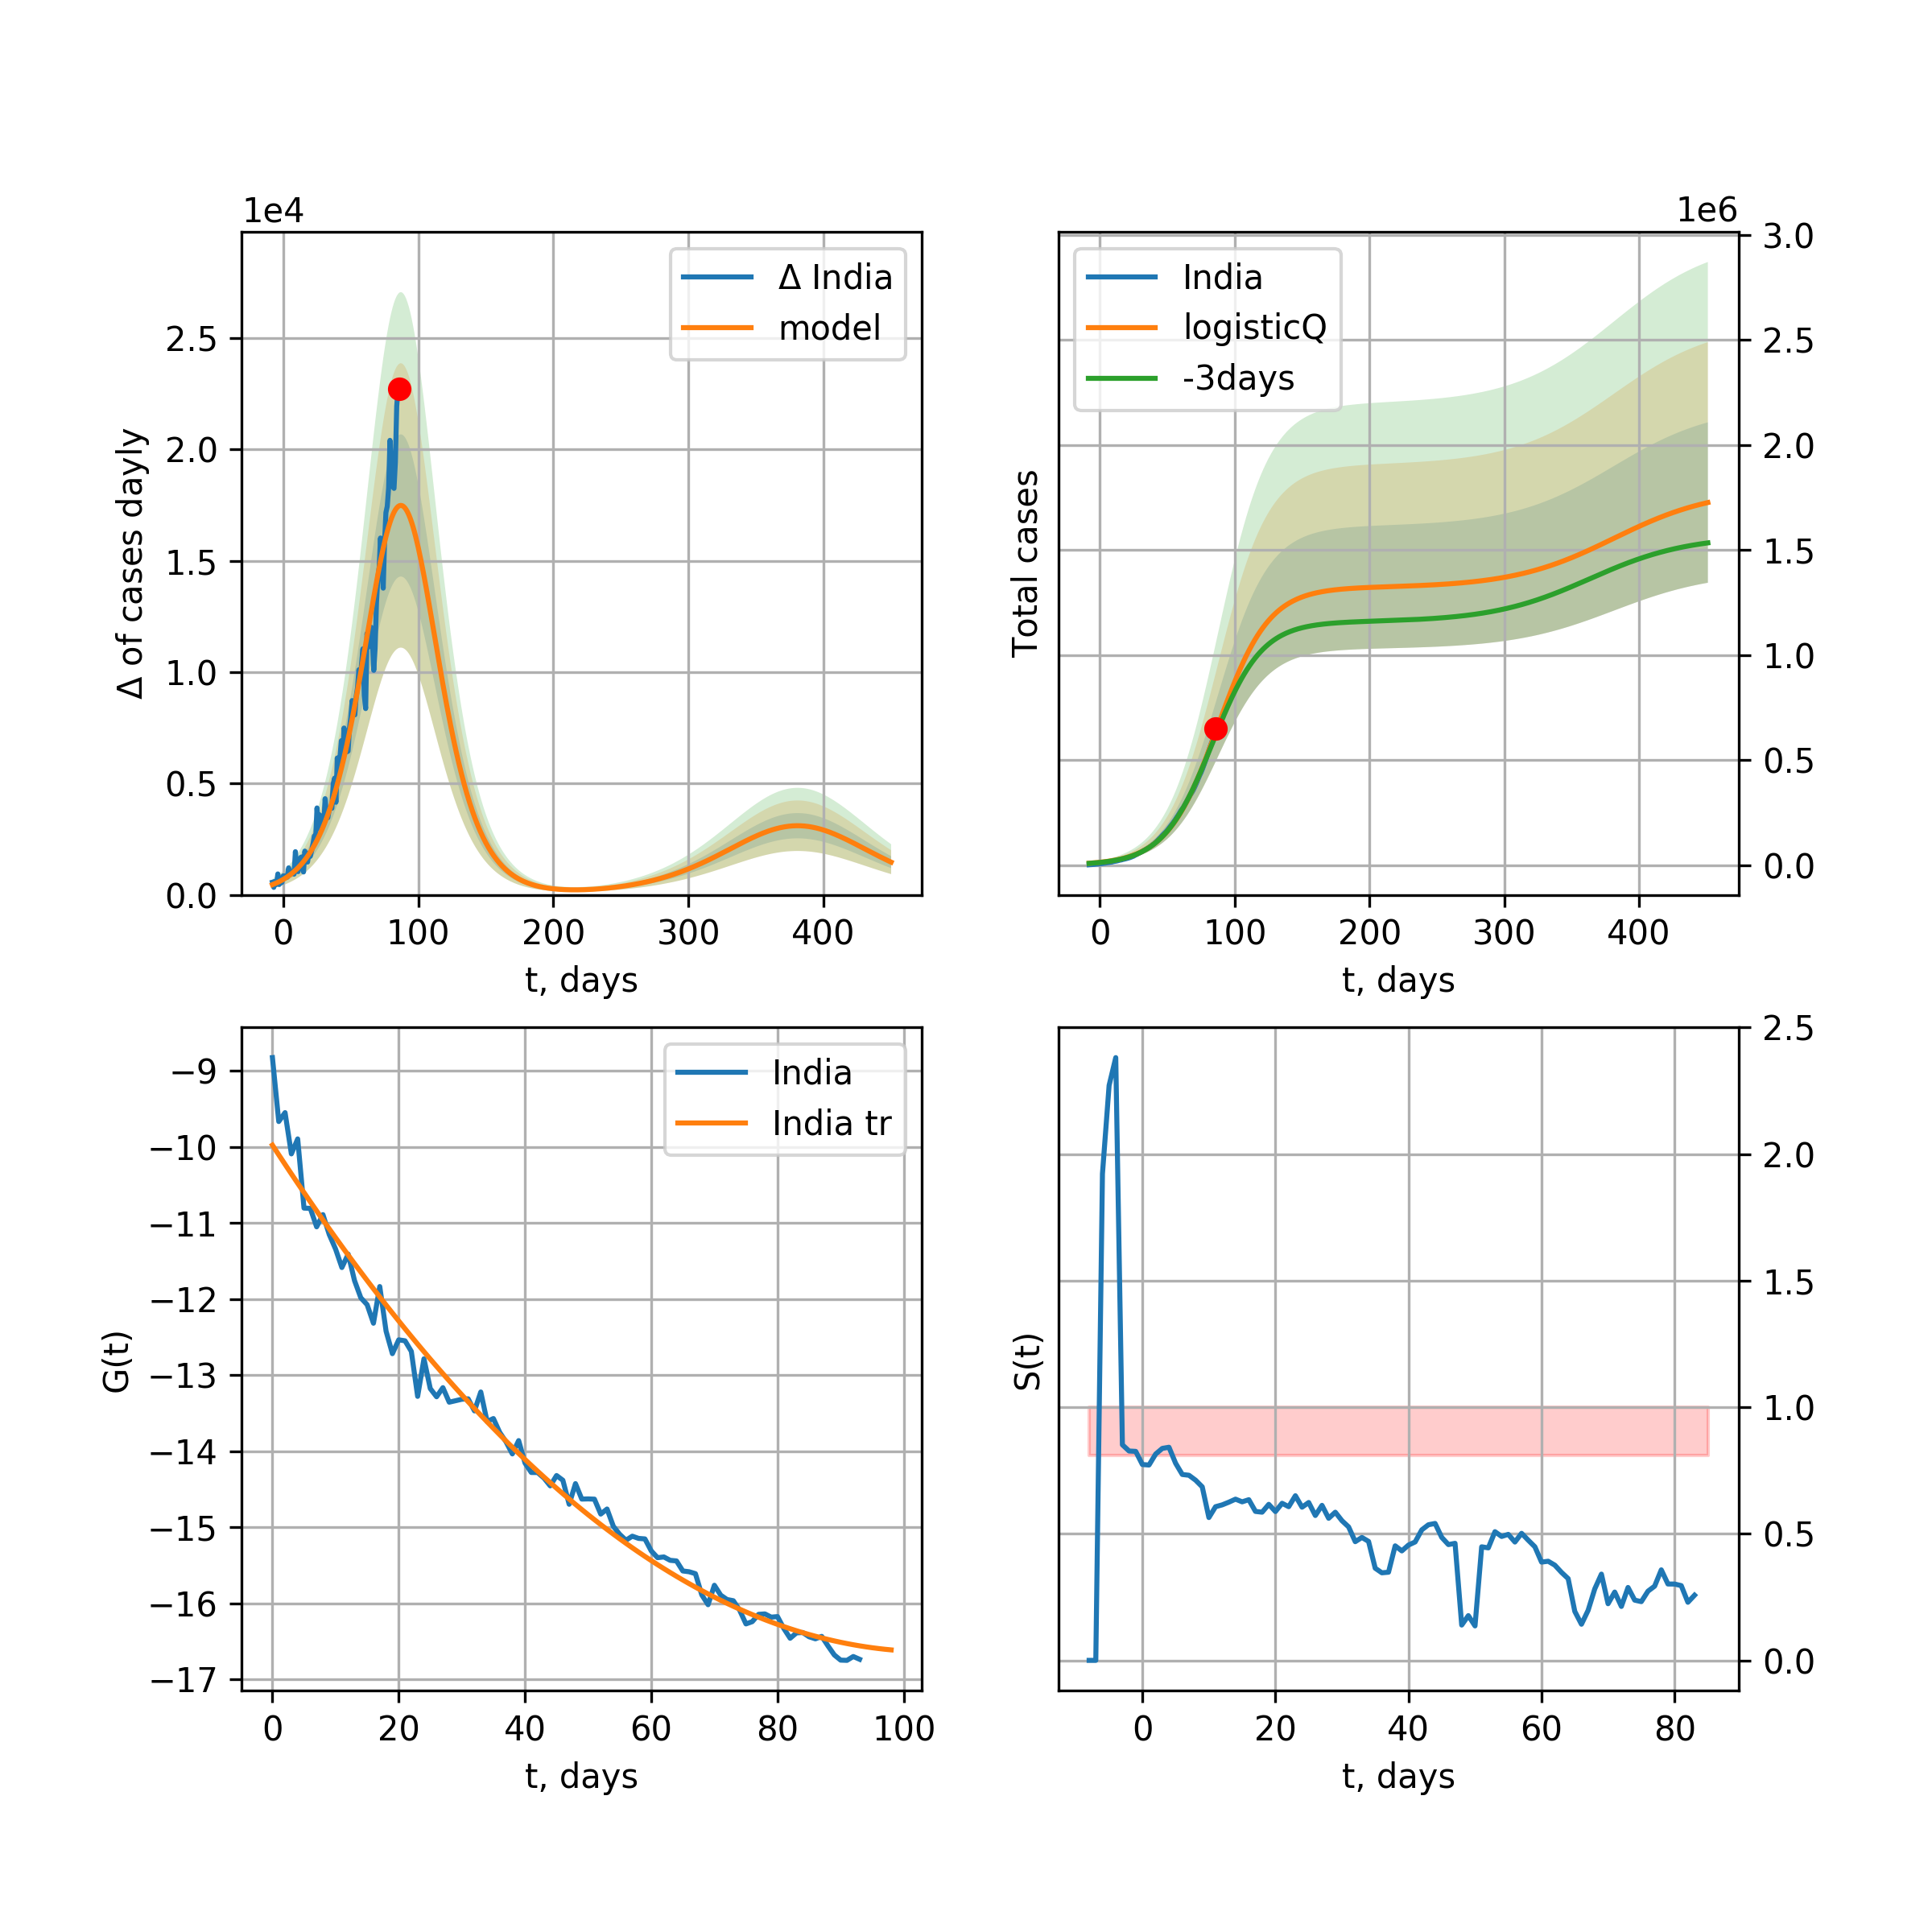 1e4
Δ India
model
2.5
2.0
1.5
1.0
0.5
0.0
Δ of cases dayly
0 100 200 300 400
t, days
1e6
India
logisticQ
-3days
3.0
2.5
2.0
1.5
1.0
0.5
0.0
Total cases
0 100 200 300 400
t, days
India
India tr
−9
−10
−11
−12
−13
−14
−15
−16
−17
G(t)
0 20 40 60 80 100
t, days
2.5
2.0
1.5
1.0
0.5
0.0
S(t)
0 20 40 60 80
t, days